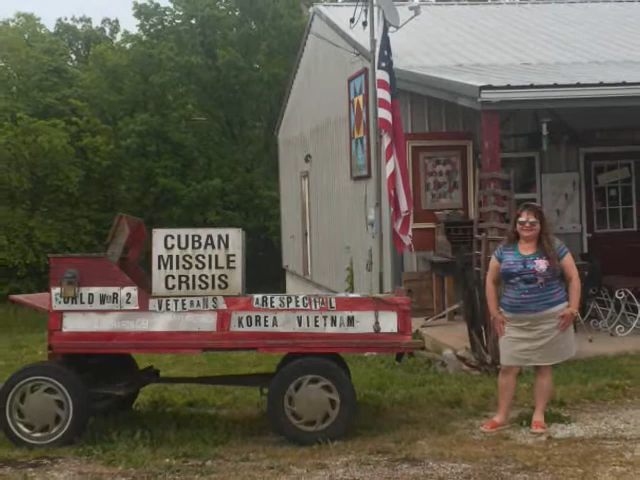 CUBAN
MISSILE
CRISIS
WORLD WAR 2
VETERANS
ARE SPECIAL
KOREA VIETNAM